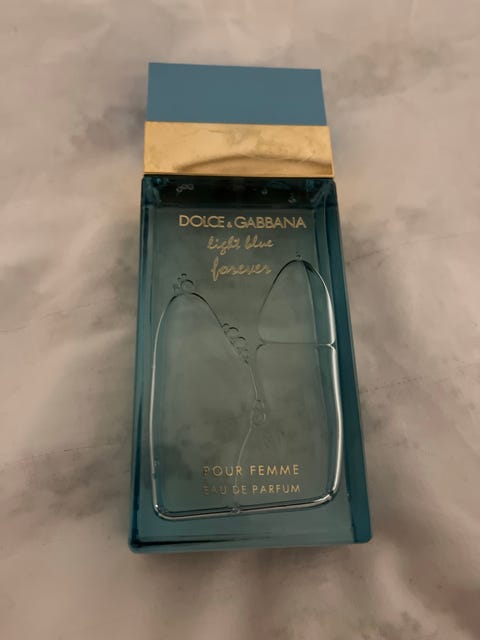 DOLCE & GABBANA
light blue
forever
POUR FEMME
EAU DE PARFUM